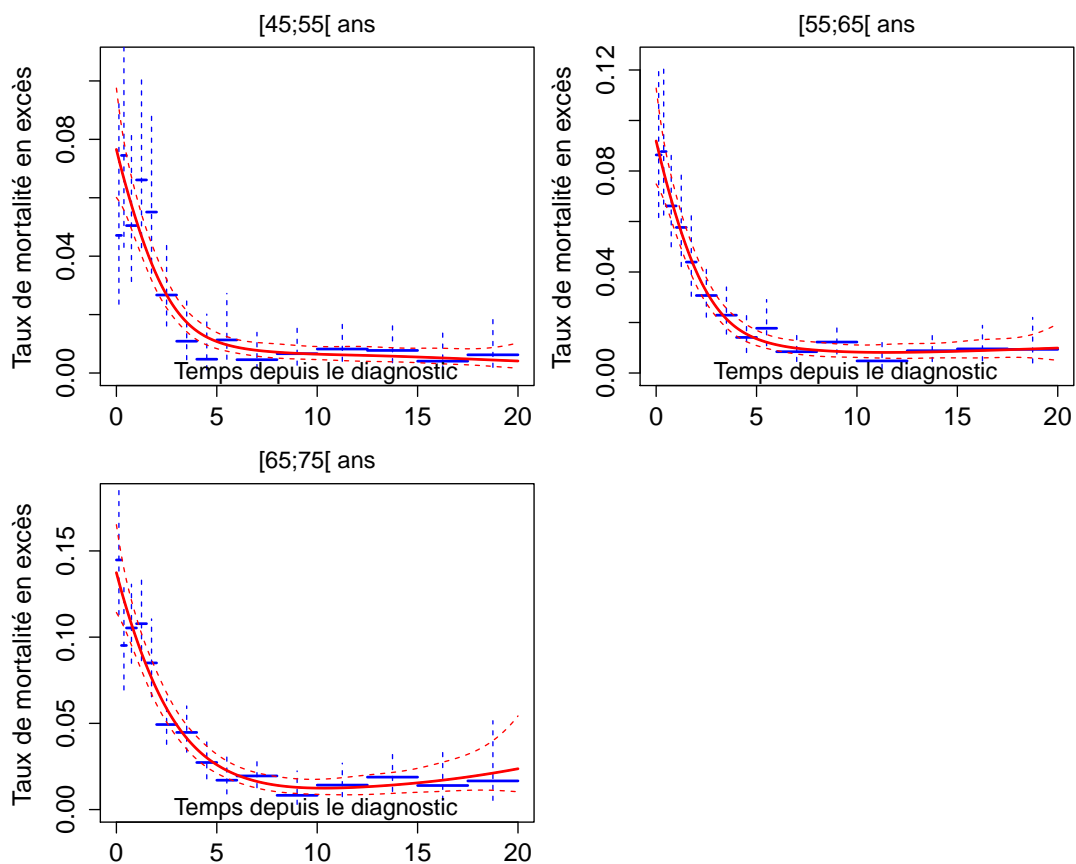 [45;55[ ans
Taux de mortalité en excès
0.00
0.04
0.08
Temps depuis le diagnostic
0 5 10 15 20
[55;65[ ans
Taux de mortalité en excès
0.00
0.04
0.08
0.12
Temps depuis le diagnostic
0 5 10 15 20
[65;75[ ans
Taux de mortalité en excès
0.00
0.05
0.10
0.15
Temps depuis le diagnostic
0 5 10 15 20